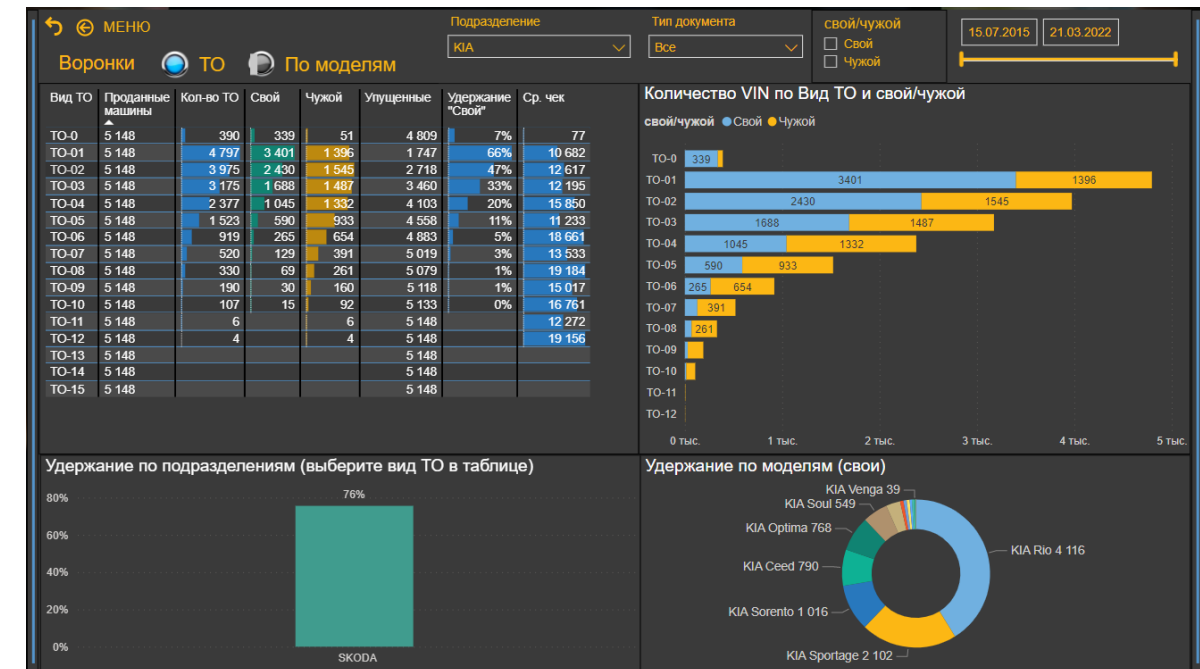 МЕНЮ
Воронки ТО По моделям
Подразделение
KIA
Тип документа
Все
свой/чужой
Свой
Чужой
15.07.2015 21.03.2022
Вид ТО Проданные машины Кол-во ТО Свой Чужой Упущенные Удержание "Свой" Ср. чек
ТО-0 5 148 390 339 51 4 809 7% 77
ТО-01 5 148 4 797 3 401 1 396 1 747 66% 10 682
ТО-02 5 148 3 975 2 430 1 545 2 718 47% 12 617
ТО-03 5 148 3 175 1 688 1 487 3 460 33% 12 195
ТО-04 5 148 2 377 1 045 1 332 4 103 20% 15 850
ТО-05 5 148 1 523 590 933 4 558 11% 11 233
ТО-06 5 148 919 265 654 4 883 5% 18 661
ТО-07 5 148 520 129 391 5 019 3% 13 533
ТО-08 5 148 330 69 261 5 079 1% 19 184
ТО-09 5 148 190 30 160 5 118 1% 15 017
ТО-10 5 148 107 15 92 5 133 0% 16 761
ТО-11 5 148 6 6 5 148 12 272
ТО-12 5 148 4 4 5 148 19 156
ТО-13 5 148 5 148
ТО-14 5 148 5 148
ТО-15 5 148 5 148
Количество VIN по Вид ТО и свой/чужой
свой/чужой Свой Чужой
ТО-0 339
ТО-01 3401 1396
ТО-02 2430 1545
ТО-03 1688 1487
ТО-04 1045 1332
ТО-05 590 933
ТО-06 265 654
ТО-07 391
ТО-08 261
ТО-09
ТО-10
ТО-11
ТО-12
0 тыс. 1 тыс. 2 тыс. 3 тыс. 4 тыс. 5 тыс.
Удержание по подразделениям (выберите вид ТО в таблице)
80%
76%
60%
40%
20%
0%
SKODA
Удержание по моделям (свои)
KIA Venga 39
KIA Soul 549
KIA Optima 768
KIA Rio 4 116
KIA Ceed 790
KIA Sorento 1 016
KIA Sportage 2 102